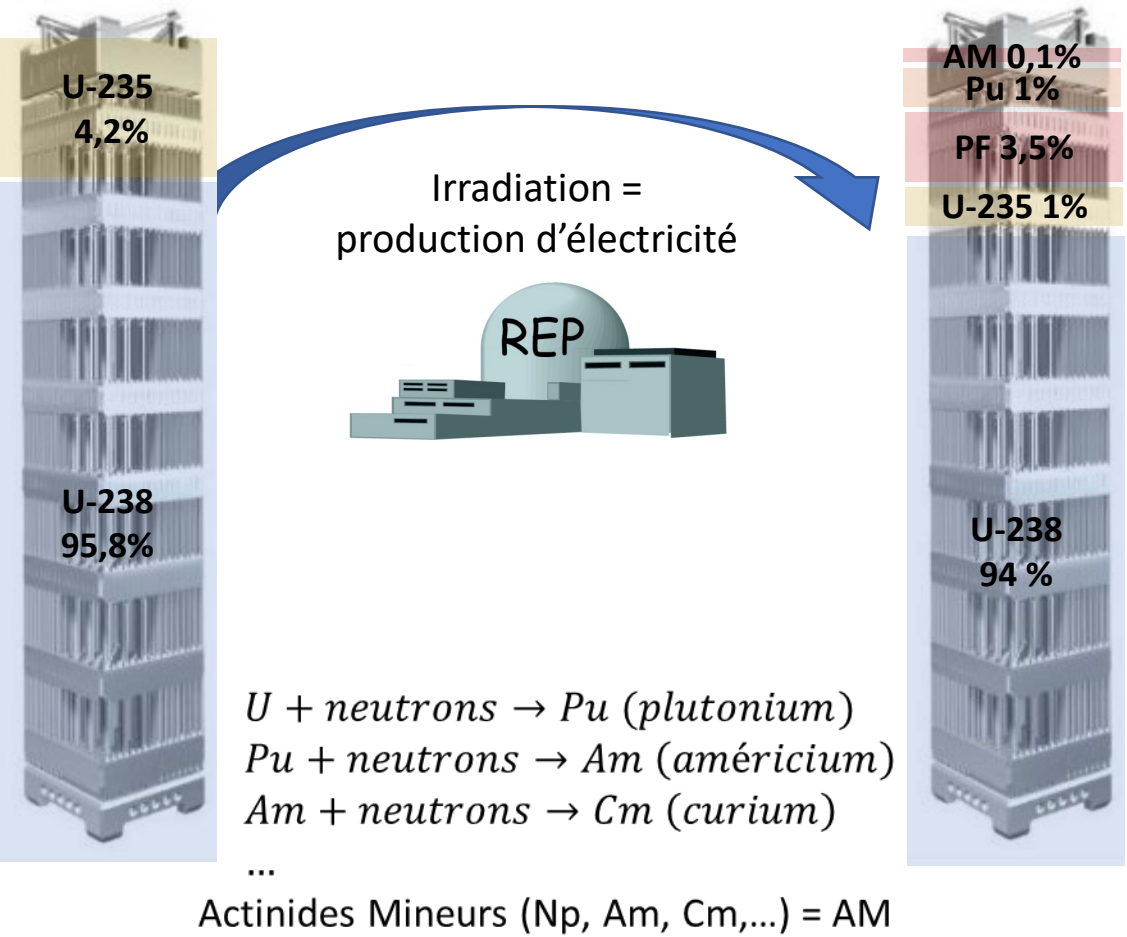 U-235
4,2%
U-238
95,8%
Irradiation =
production d'électricité
REP
AM 0,1%
Pu 1%
PF 3,5%
U-235 1%
U-238
94 %
U + neutrons → Pu (plutonium)
Pu + neutrons → Am (américium)
Am + neutrons → Cm (curium)
...
Actinides Mineurs (Np, Am, Cm,...) = AM